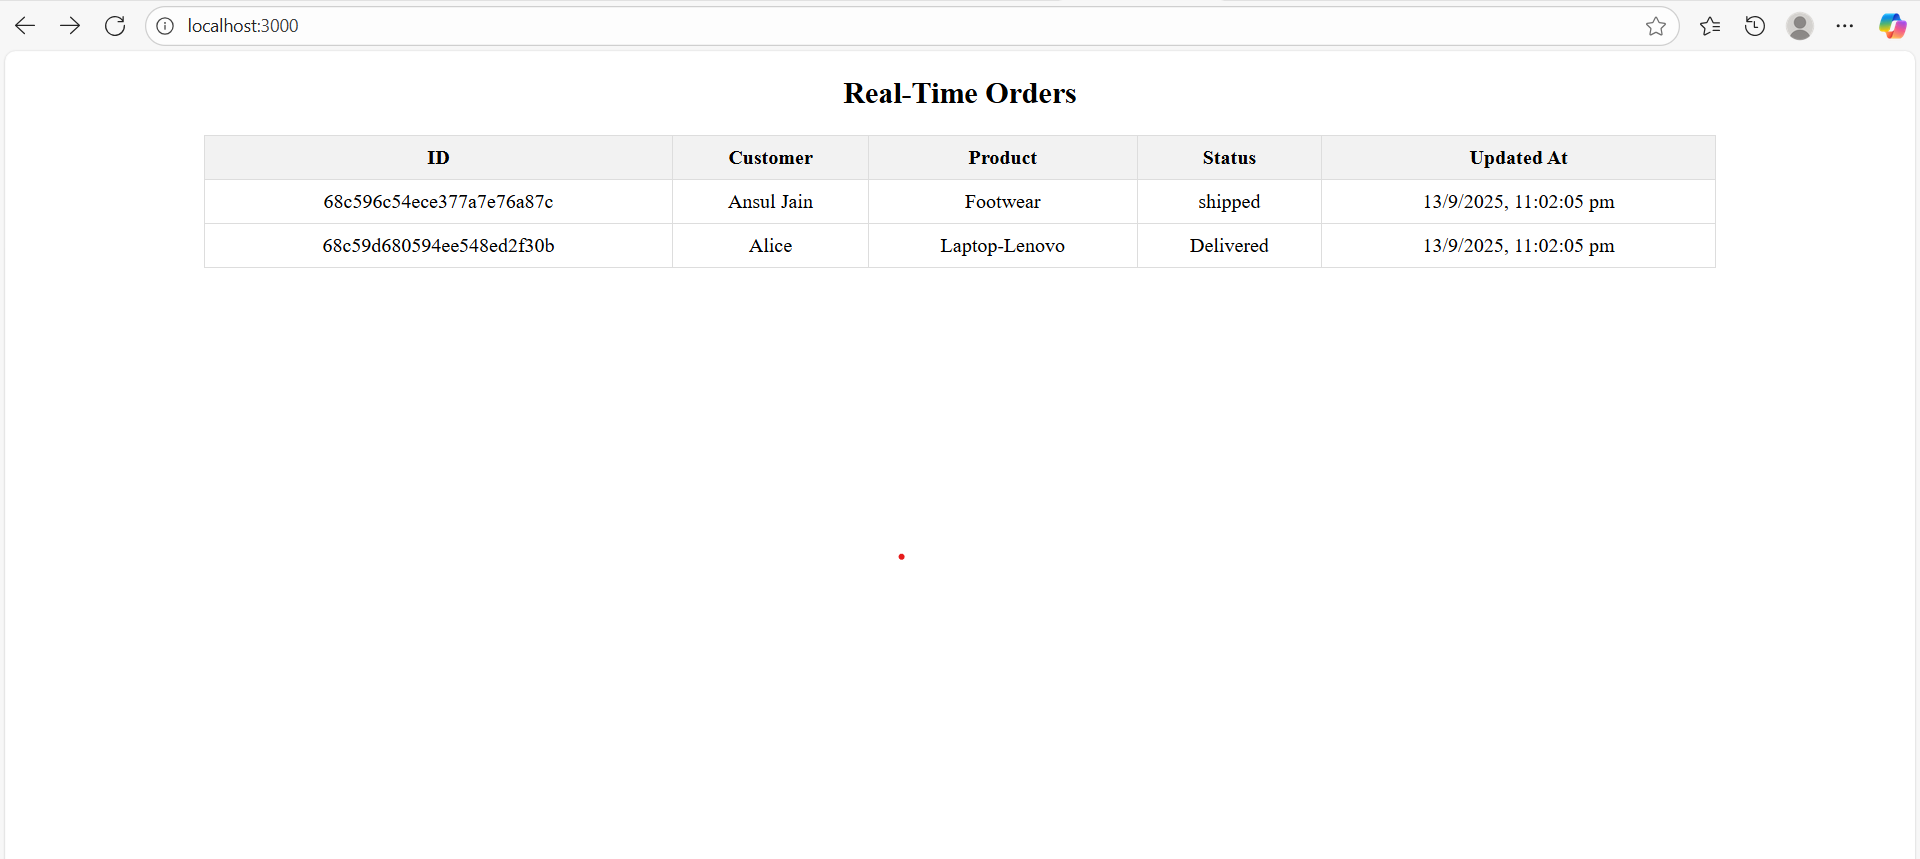 localhost:3000
Real-Time Orders
ID Customer Product Status Updated At
68c596c54ece377a7e76a87c Ansul Jain Footwear shipped 13/9/2025, 11:02:05 pm
68c59d680594ee548ed2f30b Alice Laptop-Lenovo Delivered 13/9/2025, 11:02:05 pm